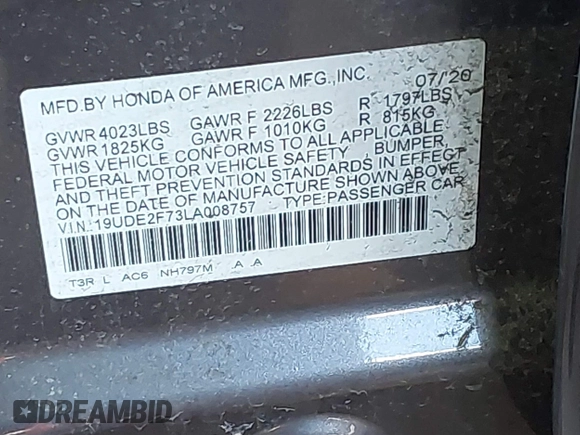 MFD.BY HONDA OF AMERICA MFG.,INC. 07/20
GVWR 4023LBS GAWR F 2226LBS R 1797LBS
GVWR 1825KG GAWR F 1010KG R 815KG
THIS VEHICLE CONFORMS TO ALL APPLICABLE
FEDERAL MOTOR VEHICLE SAFETY BUMPER,
AND THEFT PREVENTION STANDARDS IN EFFECT
ON THE DATE OF MANUFACTURE SHOWN ABOVE.
V.I.N: 19UDE2F73LA008757 TYPE:PASSENGER CAR
T3R L AC6 NH797M A A
DREAMBID